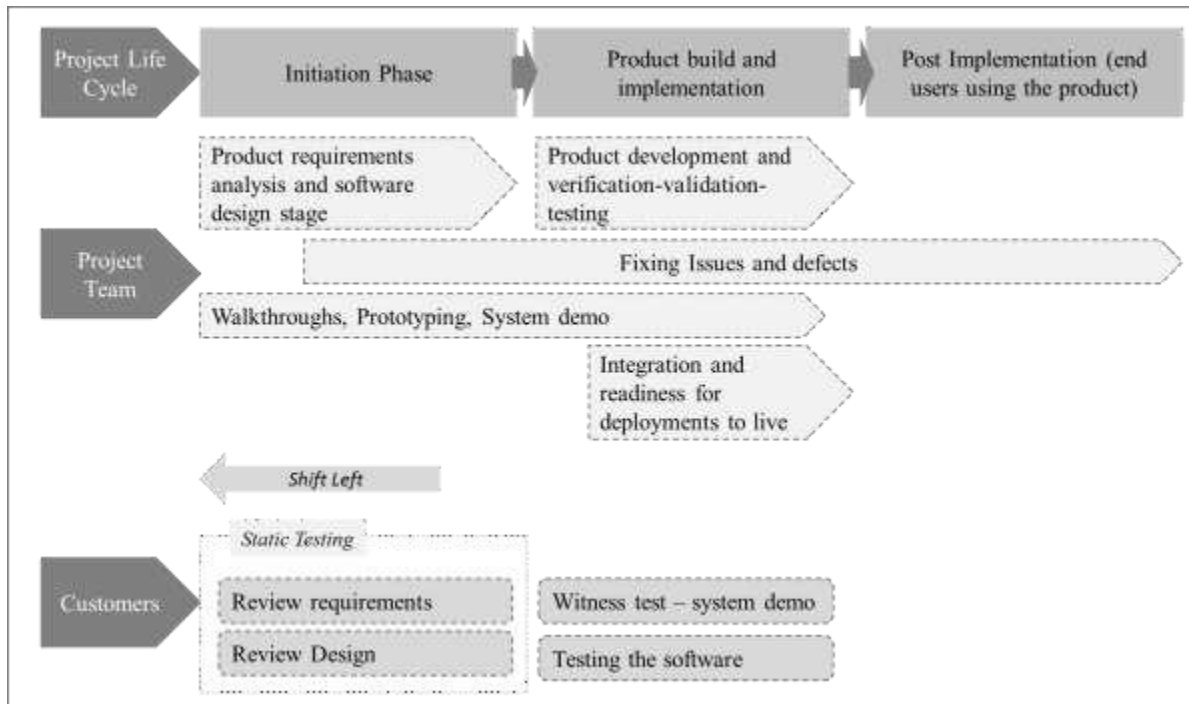 Project Life
Cycle
Initiation Phase
Product build and
implementation
Post Implementation (end
users using the product)
Product requirements
analysis and software
design stage
Product development and
verification-validation-
testing
Project
Team
Fixing Issues and defects
Walkthroughs, Prototyping, System demo
Integration and
readiness for
deployments to live
Shift Left
Static Testing
Customers
Review requirements
Witness test – system demo
Review Design
Testing the software